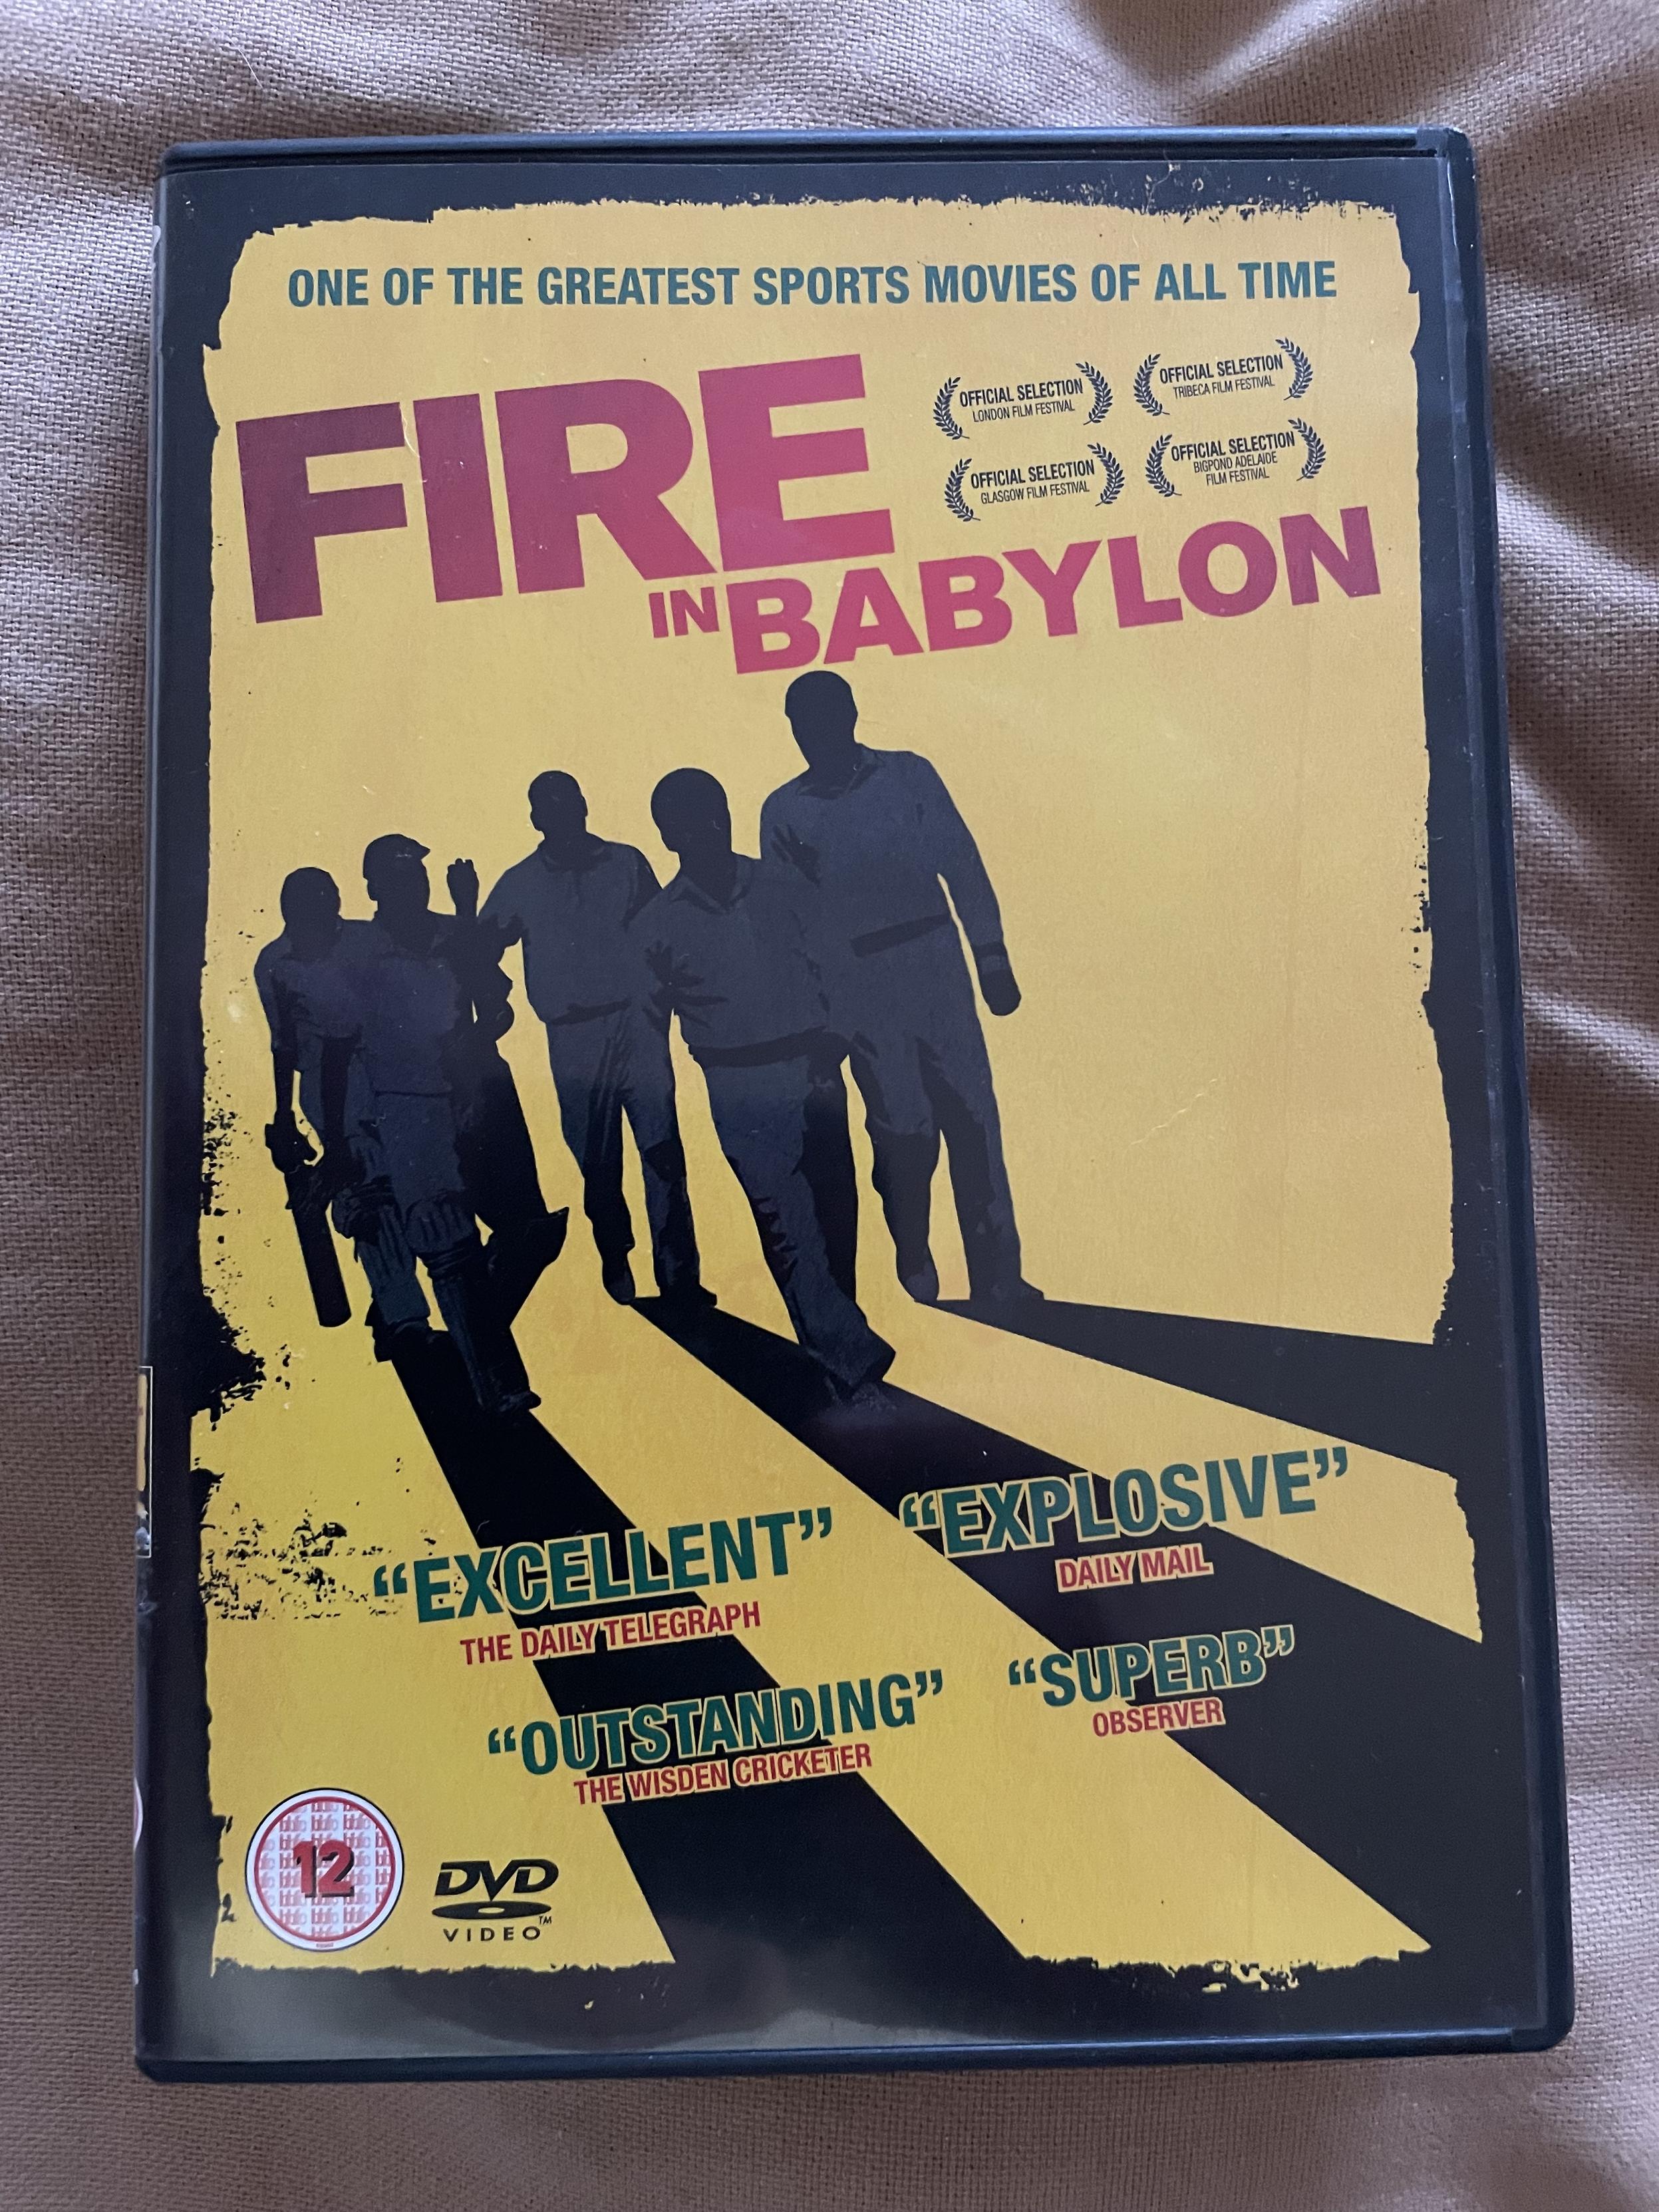 ONE OF THE GREATEST SPORTS MOVIES OF ALL TIME
FIRE
IN BABYLON
OFFICIAL SELECTION
LONDON FILM FESTIVAL
OFFICIAL SELECTION
TRIBECA FILM FESTIVAL
OFFICIAL SELECTION
GLASGOW FILM FESTIVAL
OFFICIAL SELECTION
BIGPOND ADELAIDE
FILM FESTIVAL
“EXCELLENT”
THE DAILY TELEGRAPH
“EXPLOSIVE”
DAILY MAIL
“OUTSTANDING”
THE WISDEN CRICKETER
“SUPERB”
OBSERVER
12
DVD
TM
VIDEO